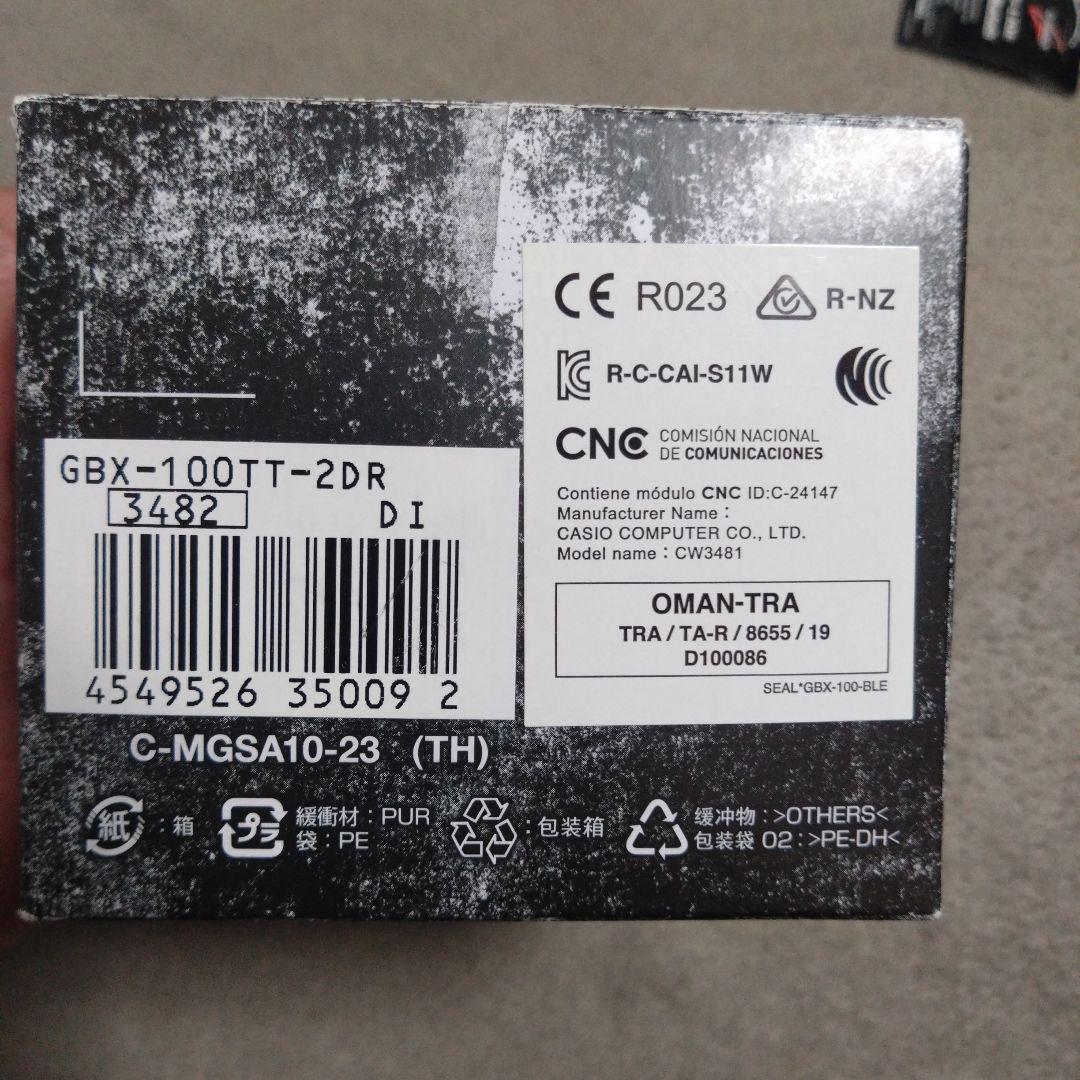 GBX-100TT-2DR
3482 DI
4549526 35009 2
CE R023 R-NZ
R-C-CAI-S11W
CNC COMISIÓN NACIONAL
DE COMUNICACIONES
Contiene módulo CNC ID:C-24147
Manufacturer Name :
CASIO COMPUTER CO., LTD.
Model name : CW3481
OMAN-TRA
TRA / TA-R / 8655 / 19
D100086
SEAL*GBX-100-BLE
C-MGSA10-23 (TH)
紙 : 箱
プラ 緩衝材 : PUR
袋 : PE
: 包装箱
缓冲物 : >OTHERS<
包装袋 02 : >PE-DH<